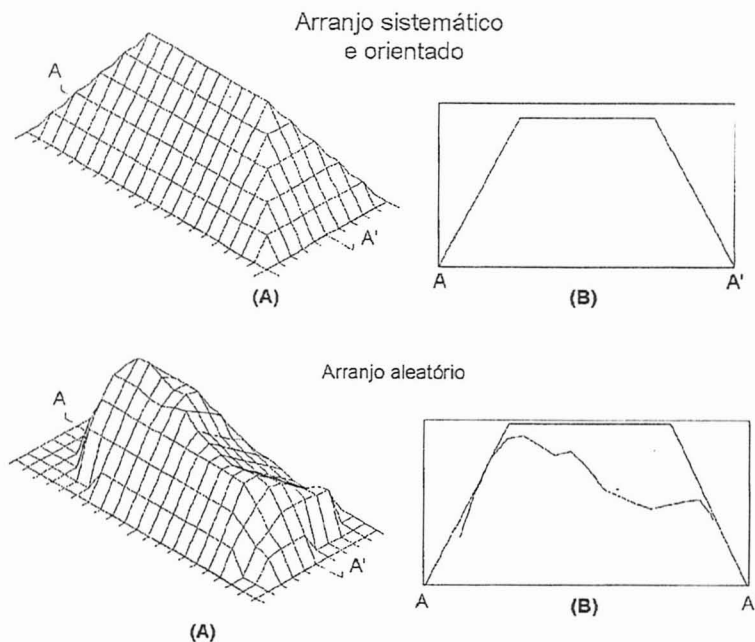 Arranjo sistemático
e orientado
A
A'
(A)
A
A'
(B)
Arranjo aleatório
A
A'
(A)
A
A
(B)